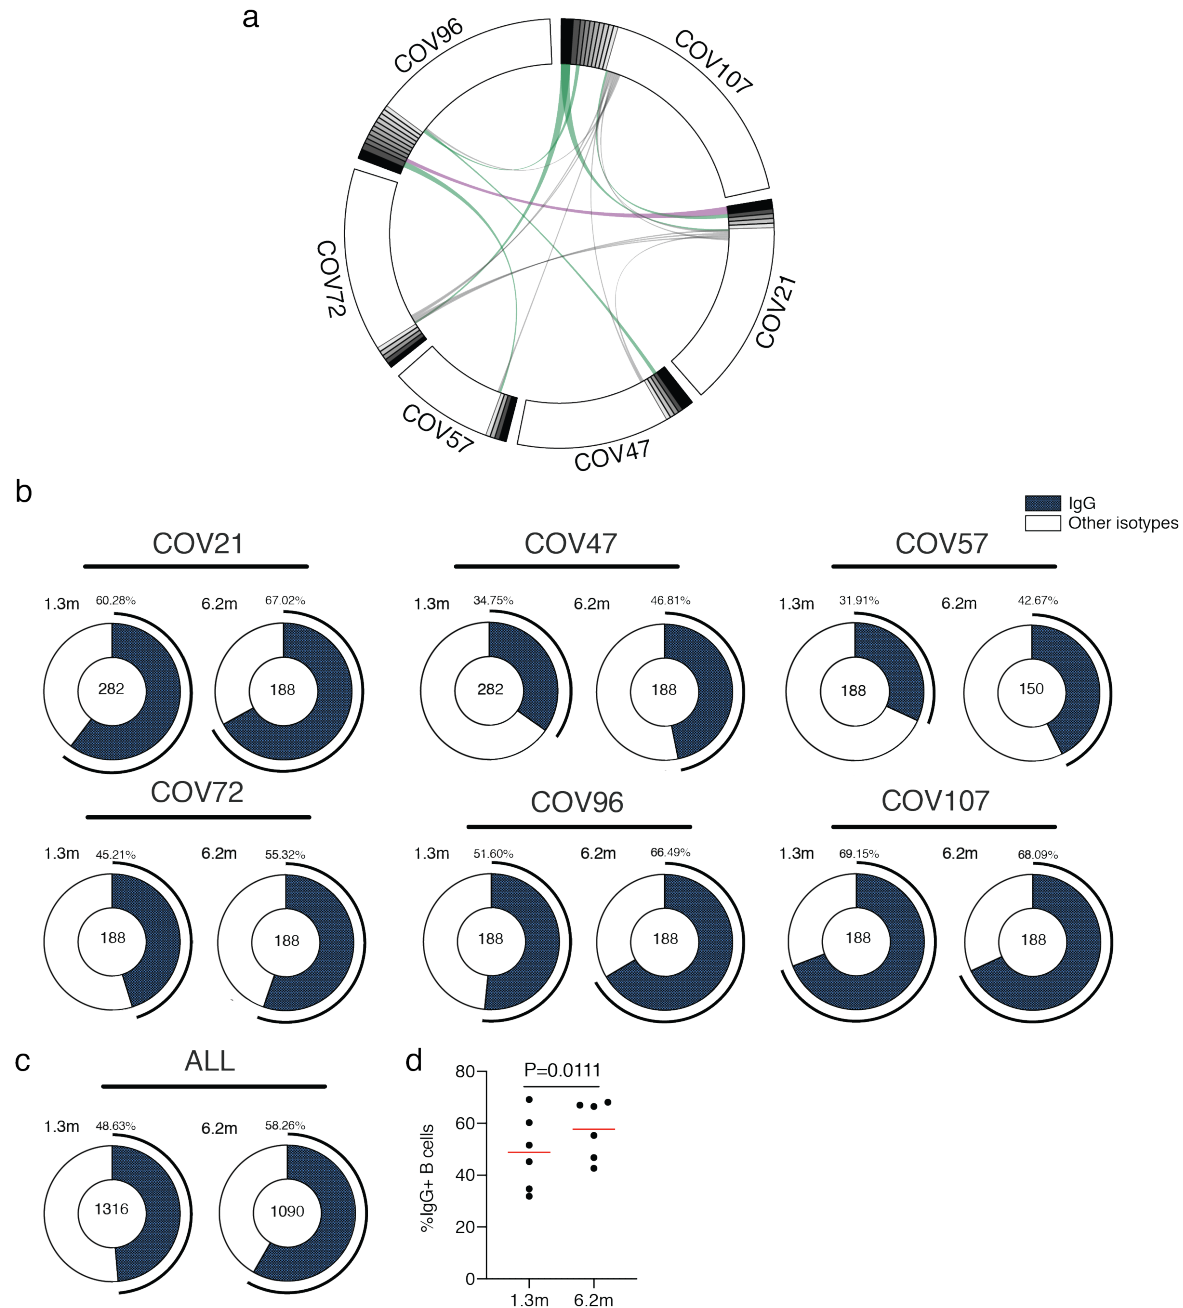 a
COV96
COV107
COV72
COV21
COV57
COV47
b
IgG
Other isotypes
COV21
COV47
COV57
1.3m 60.28% 6.2m 67.02%
1.3m 34.75% 6.2m 46.81%
1.3m 31.91% 6.2m 42.67%
282 188
282 188
188 150
COV72
COV96
COV107
1.3m 45.21% 6.2m 55.32%
1.3m 51.60% 6.2m 66.49%
1.3m 69.15% 6.2m 68.09%
188 188
188 188
188 188
c
ALL
1.3m 48.63% 6.2m 58.26%
1316 1090
d
P=0.0111
%IgG+ B cells
80
60
40
20
0
1.3m 6.2m